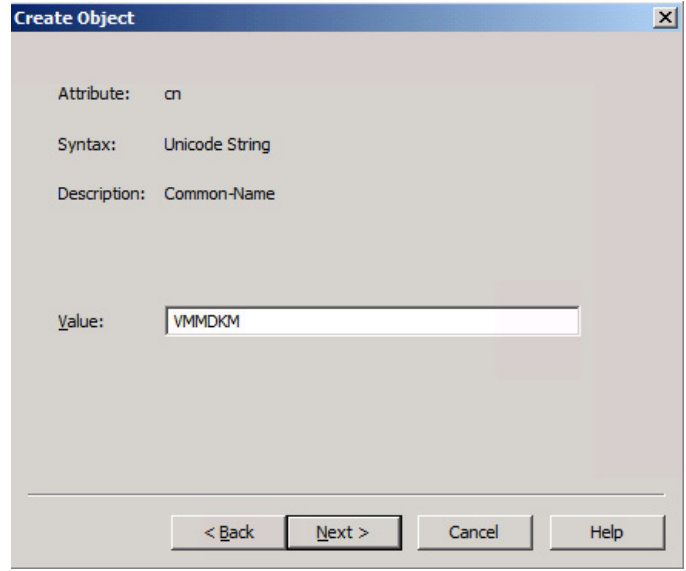 Create Object
Attribute: cn
Syntax: Unicode String
Description: Common-Name
Value: VMMDKM
< Back Next > Cancel Help